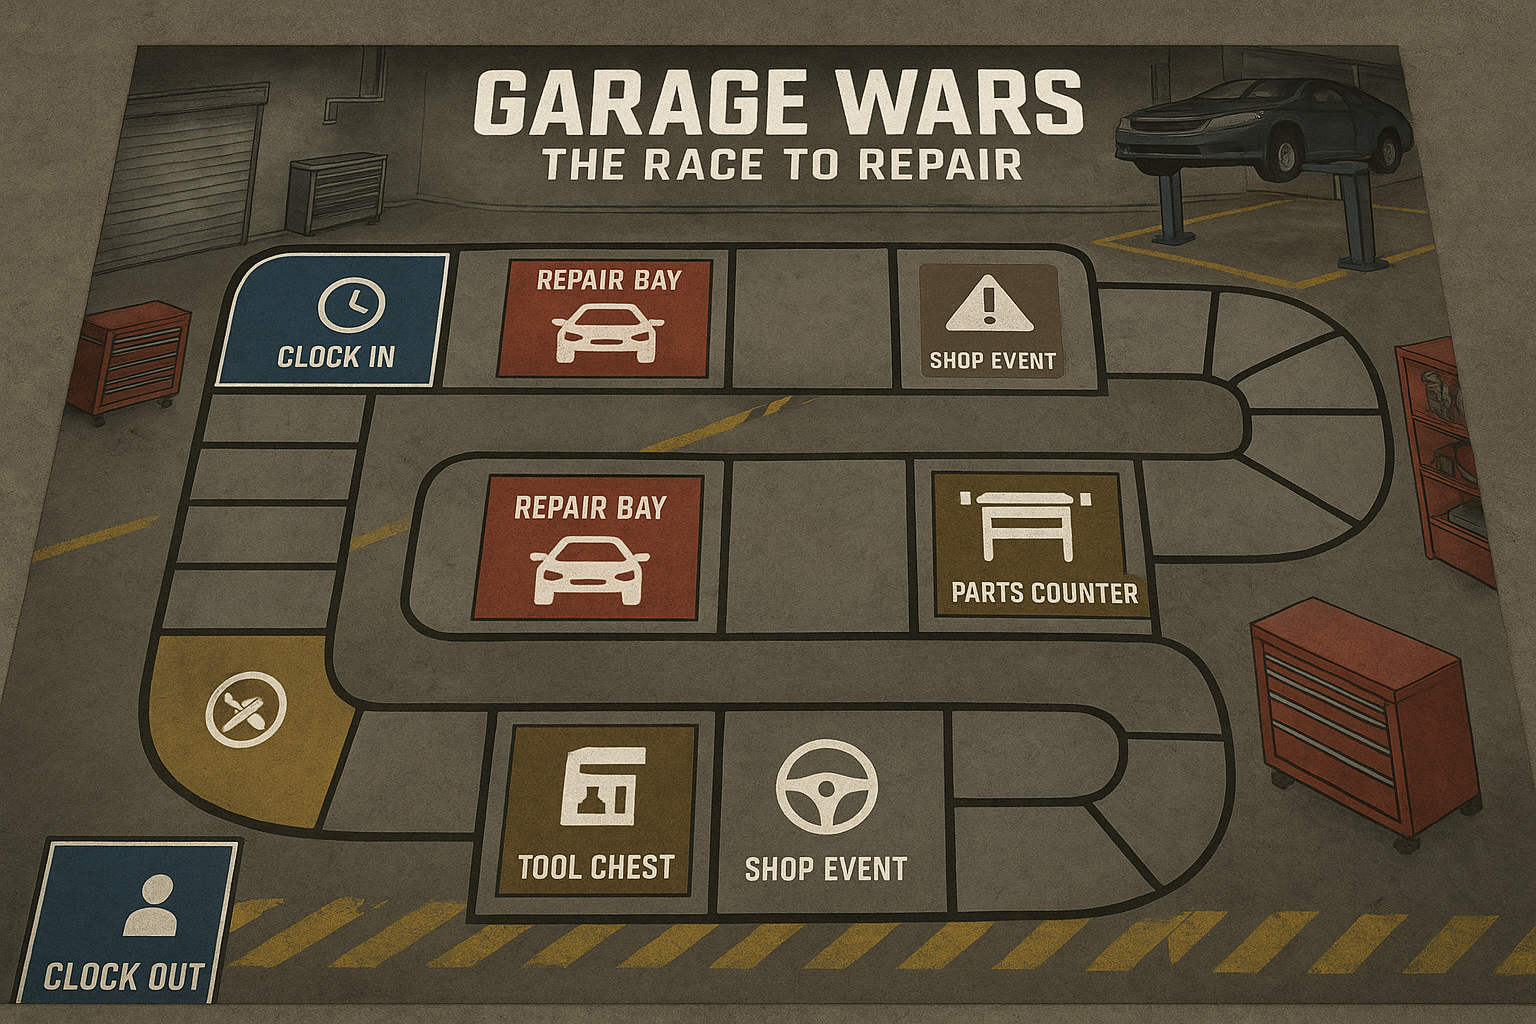 GARAGE WARS
THE RACE TO REPAIR
CLOCK IN
REPAIR BAY
SHOP EVENT
REPAIR BAY
PARTS COUNTER
TOOL CHEST
SHOP EVENT
CLOCK OUT